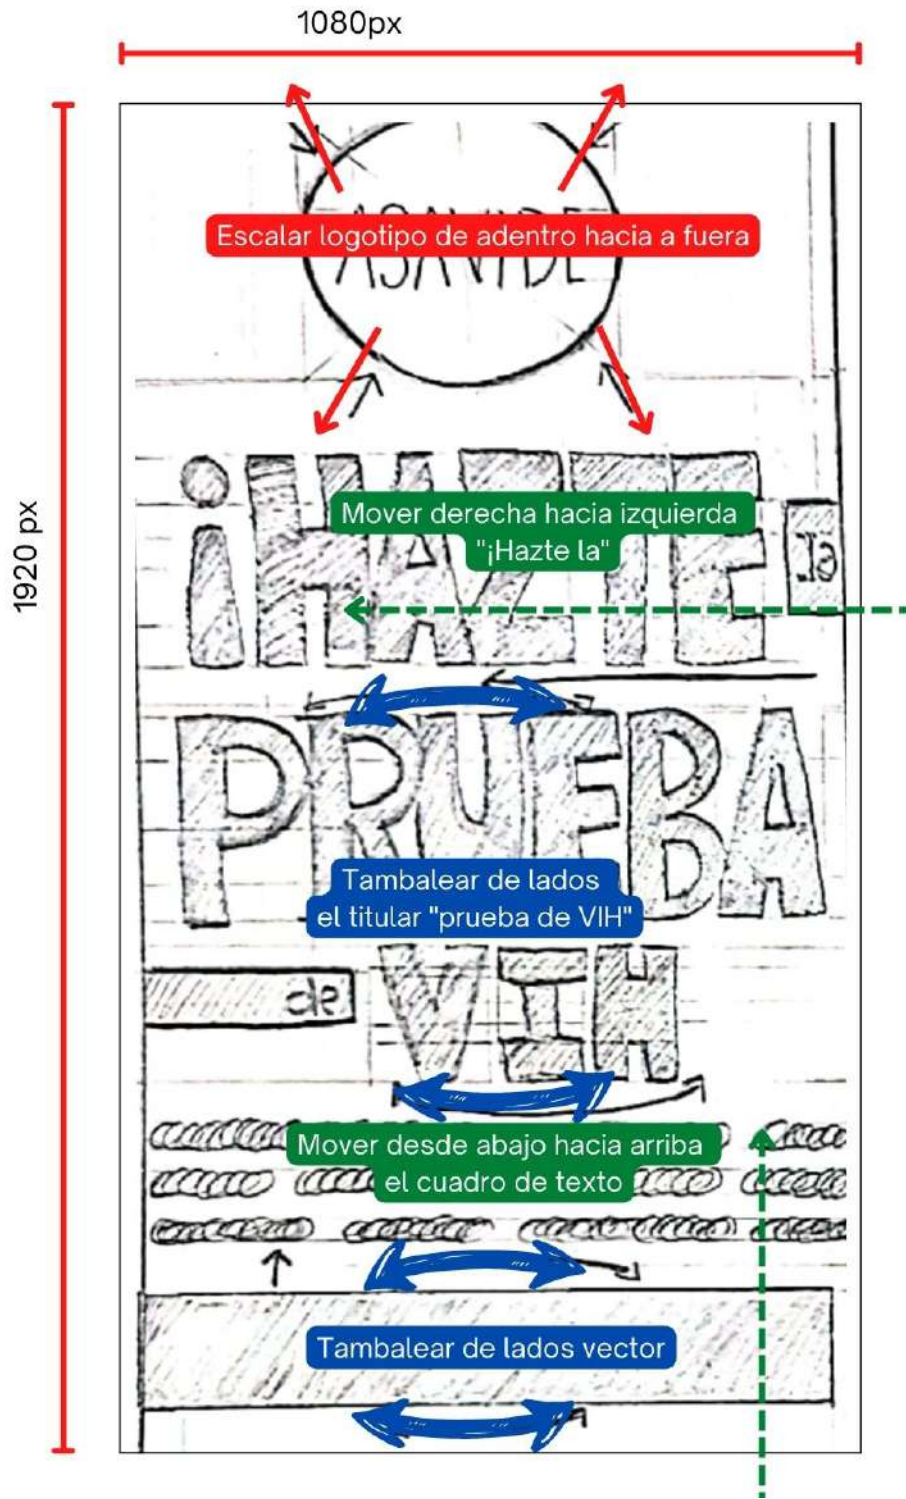 1080px
1920 px
ASAVIDE
Escalar logotipo de adentro hacia a fuera
¡HAZTE
la
Mover derecha hacia izquierda
"¡Hazte la"
PRUEBA
Tambalear de lados
el titular "prueba de VIH"
de
VIH
Mover desde abajo hacia arriba
el cuadro de texto
Tambalear de lados vector